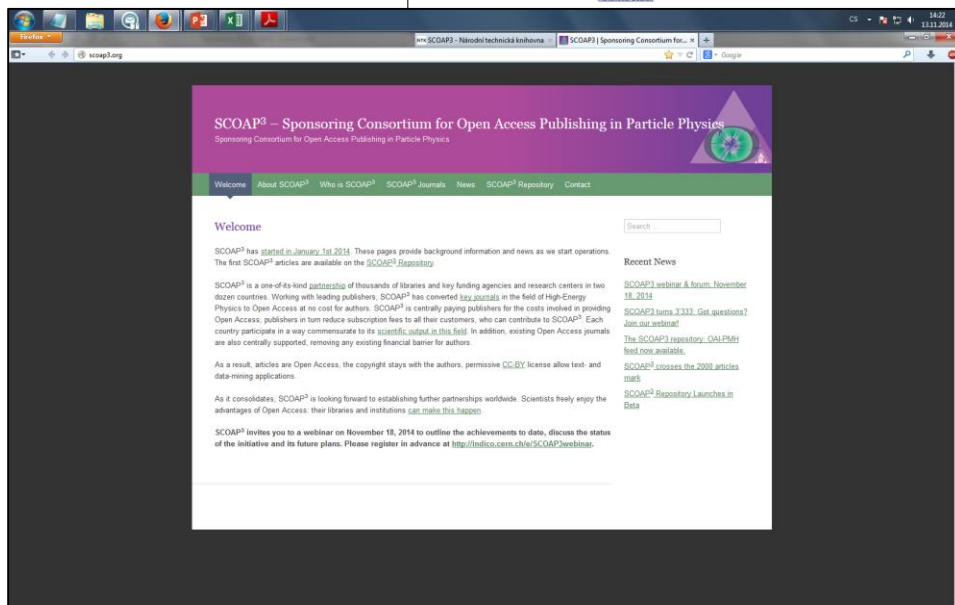 CS
14:22
13.11.2014
Firefox
NTK SCOAP3 - Národní technická knihovna
SCOAP3 | Sponsoring Consortium for...
scoap3.org
Google
SCOAP³ – Sponsoring Consortium for Open Access Publishing in Particle Physics
Sponsoring Consortium for Open Access Publishing in Particle Physics
Welcome About SCOAP³ Who is SCOAP³ SCOAP³ Journals News SCOAP³ Repository Contact
Welcome
SCOAP³ has started in January 1st 2014. These pages provide background information and news as we start operations.
The first SCOAP³ articles are available on the SCOAP³ Repository.
SCOAP³ is a one-of-its-kind partnership of thousands of libraries and key funding agencies and research centers in two
dozen countries. Working with leading publishers, SCOAP³ has converted key journals in the field of High-Energy
Physics to Open Access at no cost for authors. SCOAP³ is centrally paying publishers for the costs involved in providing
Open Access, publishers in turn reduce subscription fees to all their customers, who can contribute to SCOAP³. Each
country participate in a way commensurate to its scientific output in this field. In addition, existing Open Access journals
are also centrally supported, removing any existing financial barrier for authors.
As a result, articles are Open Access, the copyright stays with the authors, permissive CC-BY license allow text- and
data-mining applications.
As it consolidates, SCOAP³ is looking forward to establishing further partnerships worldwide. Scientists freely enjoy the
advantages of Open Access: their libraries and institutions can make this happen.
SCOAP³ invites you to a webinar on November 18, 2014 to outline the achievements to date, discuss the status
of the initiative and its future plans. Please register in advance at http://indico.cern.ch/e/SCOAP3webinar.
Search ...
Recent News
SCOAP3 webinar & forum, November
18, 2014
SCOAP3 turns 3'333: Got questions?
Join our webinar!
The SCOAP3 repository: OAI-PMH
feed now available.
SCOAP³ crosses the 2000 articles
mark
SCOAP³ Repository Launches in
Beta